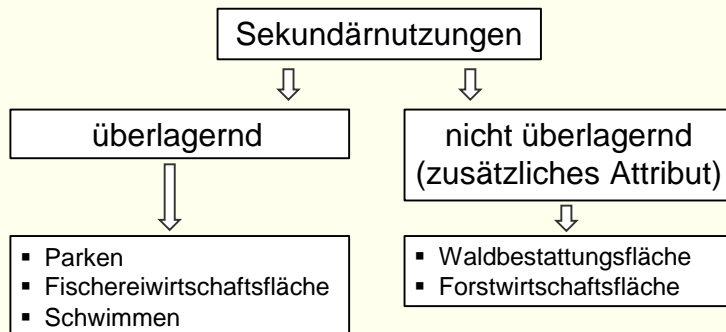 Sekundärnutzungen
überlagernd
nicht überlagernd
(zusätzliches Attribut)
▪ Parken
▪ Fischereiwirtschaftsfläche
▪ Schwimmen
▪ Waldbestattungsfläche
▪ Forstwirtschaftsfläche